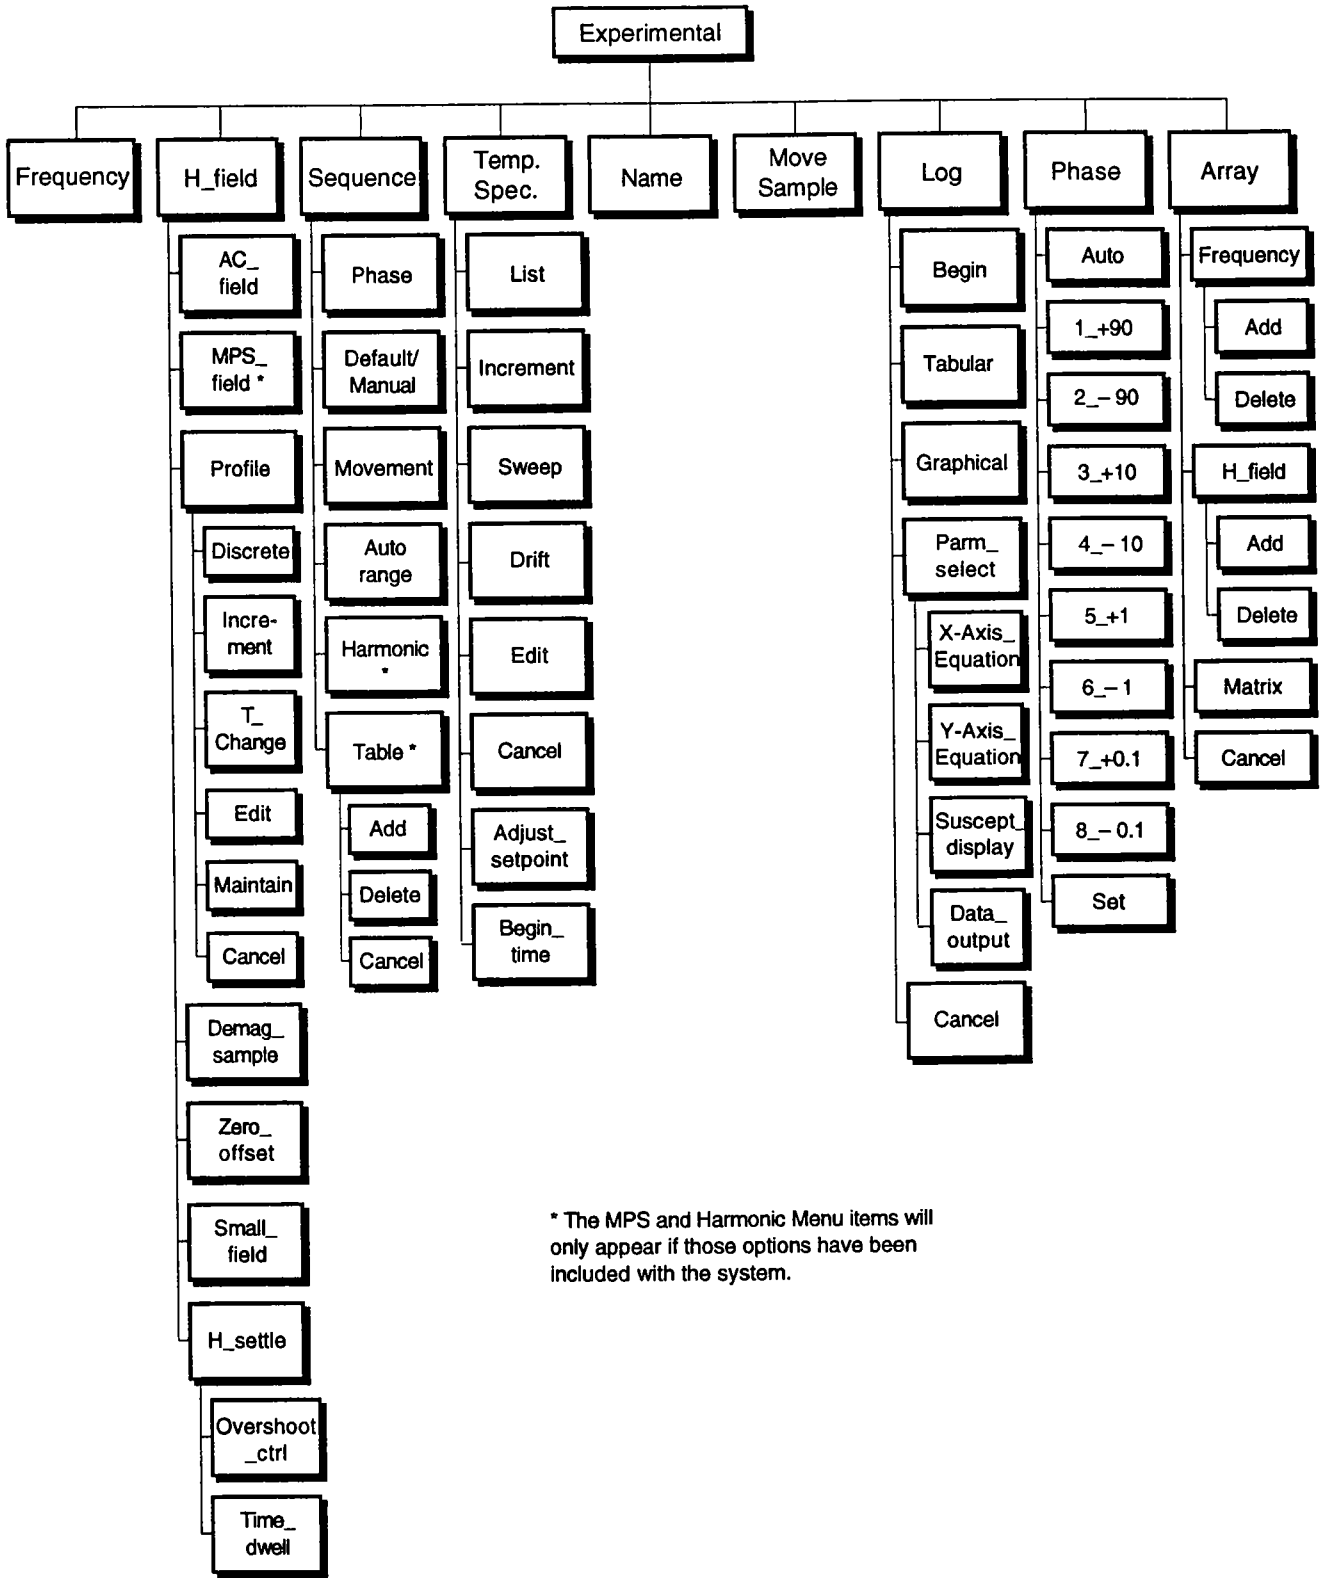 Experimental
Frequency
H_field
Sequence
Temp.
Spec.
Name
Move
Sample
Log
Phase
Array
AC_
field
MPS_
field *
Profile
Discrete
Incre-
ment
T_
Change
Edit
Maintain
Cancel
Demag_
sample
Zero_
offset
Small_
field
H_settle
Overshoot
_ctrl
Time_
dwell
Phase
Default/
Manual
Movement
Auto
range
Harmonic
*
Table *
Add
Delete
Cancel
List
Increment
Sweep
Drift
Edit
Cancel
Adjust_
setpoint
Begin_
time
Begin
Tabular
Graphical
Parm_
select
X-Axis_
Equation
Y-Axis_
Equation
Suscept_
display
Data_
output
Cancel
Auto
1_+90
2_– 90
3_+10
4_– 10
5_+1
6_– 1
7_+0.1
8_– 0.1
Set
Frequency
Add
Delete
H_field
Add
Delete
Matrix
Cancel
* The MPS and Harmonic Menu items will
only appear if those options have been
included with the system.